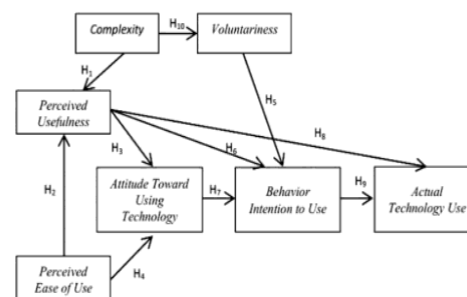 Complexity
H10
Voluntariness
H1
H5
Perceived
Usefulness
H8
H3
H6
H2
Attitude Toward
Using
Technology
H7
Behavior
Intention to Use
H9
Actual
Technology Use
H4
Perceived
Ease of Use